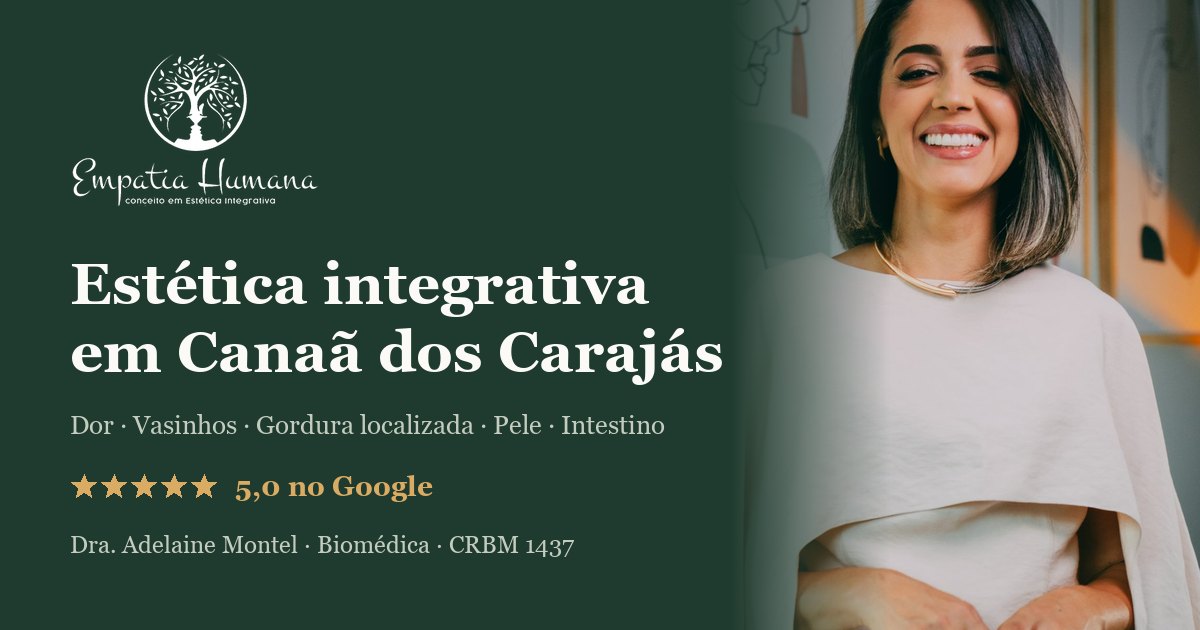 Empatia Humana
conceito em Estética Integrativa
Estética integrativa
em Canaã dos Carajás
Dor · Vasinhos · Gordura localizada · Pele · Intestino
★★★★★ 5,0 no Google
Dra. Adelaine Montel · Biomédica · CRBM 1437